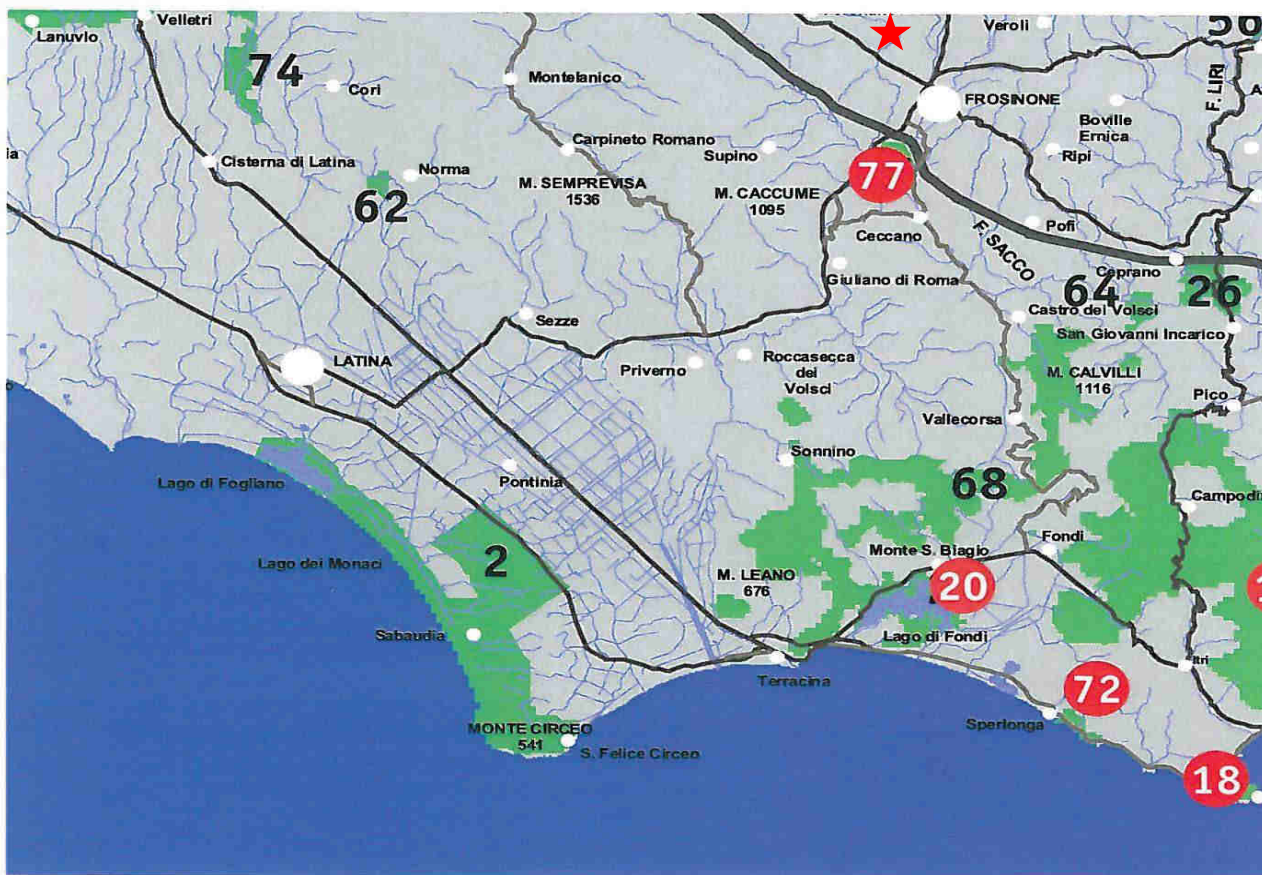 Velletri
Lanuvio
Veroli
56
74
Cori
Montelanico
FROSINONE
F. LIRI
Boville
Ernica
Carpineto Romano
Supino
Ripi
Cisterna di Latina
Norma
77
M. SEMPREVISA
1536
M. CACCUME
1095
62
Ceccano
Pofi
F. SACCO
Ceprano
Giuliano di Roma
64
26
Castro dei Volsci
San Giovanni Incarico
Sezze
LATINA
Priverno
Roccasecca
dei
Volsci
M. CALVILLI
1116
Pico
Vallecorsa
Sonnino
Lago di Fogliano
Pontinia
68
Campodi
2
Monte S. Biagio
Fondi
Lago dei Monaci
M. LEANO
676
20
Sabaudia
Lago di Fondi
Itri
Terracina
72
Sperlonga
MONTE CIRCEO
541
S. Felice Circeo
18